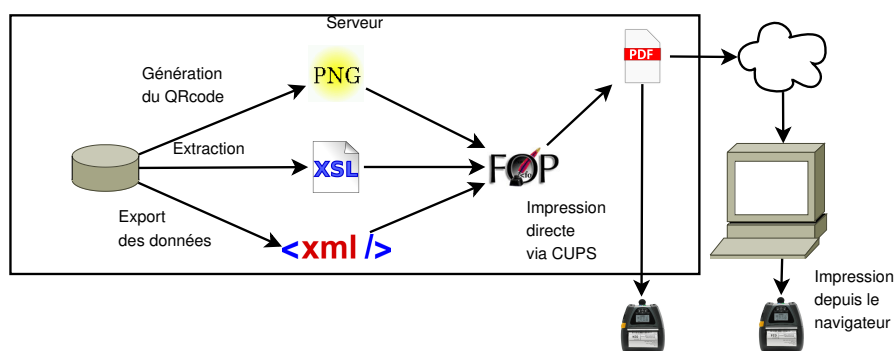 Serveur
Génération
du QRcode
PNG
PDF
Extraction
XSL
FOP
Export
des données
<xml />
Impression
directe
via CUPS
Impression
depuis le
navigateur